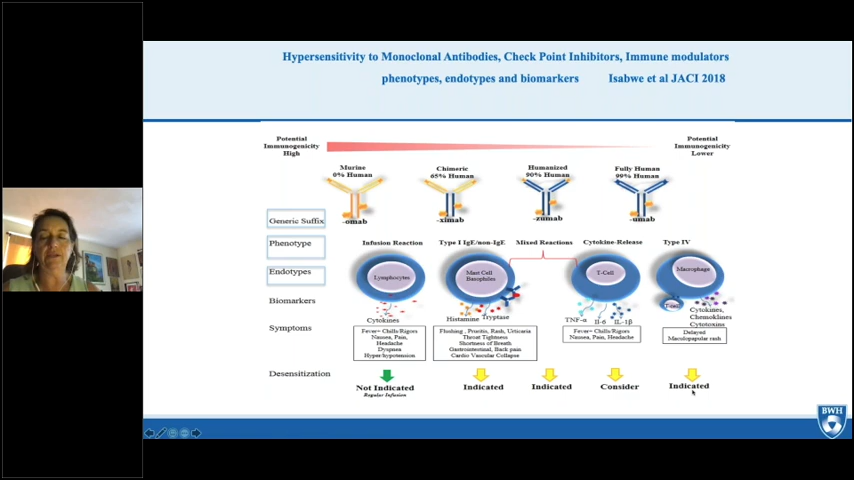 Hypersensitivity to Monoclonal Antibodies, Check Point Inhibitors, Immune modulators
phenotypes, endotypes and biomarkers Isabwe et al JACI 2018
Potential
Immunogenicity
High
Potential
Immunogenicity
Lower
Murine
0% Human
Chimeric
65% Human
Humanized
90% Human
Fully Human
99% Human
Generic Suffix
-omab
-ximab
-zumab
-umab
Phenotype
Infusion Reaction
Type I IgE/non-IgE
Mixed Reactions
Cytokine-Release
Type IV
Endotypes
Lymphocytes
Mast Cell
Basophiles
T-Cell
Macrophage
T-cell
Biomarkers
Cytokines
Histamine
Tryptase
TNF-α
Il-6
IL-1β
Cytokines,
Chemoklines
Cytotoxins
Symptoms
Fever= Chills/Rigors
Nausea, Pain,
Headache
Dyspnea
Hyper/hypotension
Flushing , Pruritis, Rash, Urticaria
Throat Tightness
Shortness of Breath
Gastrointestinal, Back pain
Cardio Vascular Collapse
Fever= Chills/Rigors
Nausea, Pain, Headache
Delayed
Maculopapular rash
Desensitization
Not Indicated
Regular Infusion
Indicated
Indicated
Consider
Indicated
BWH